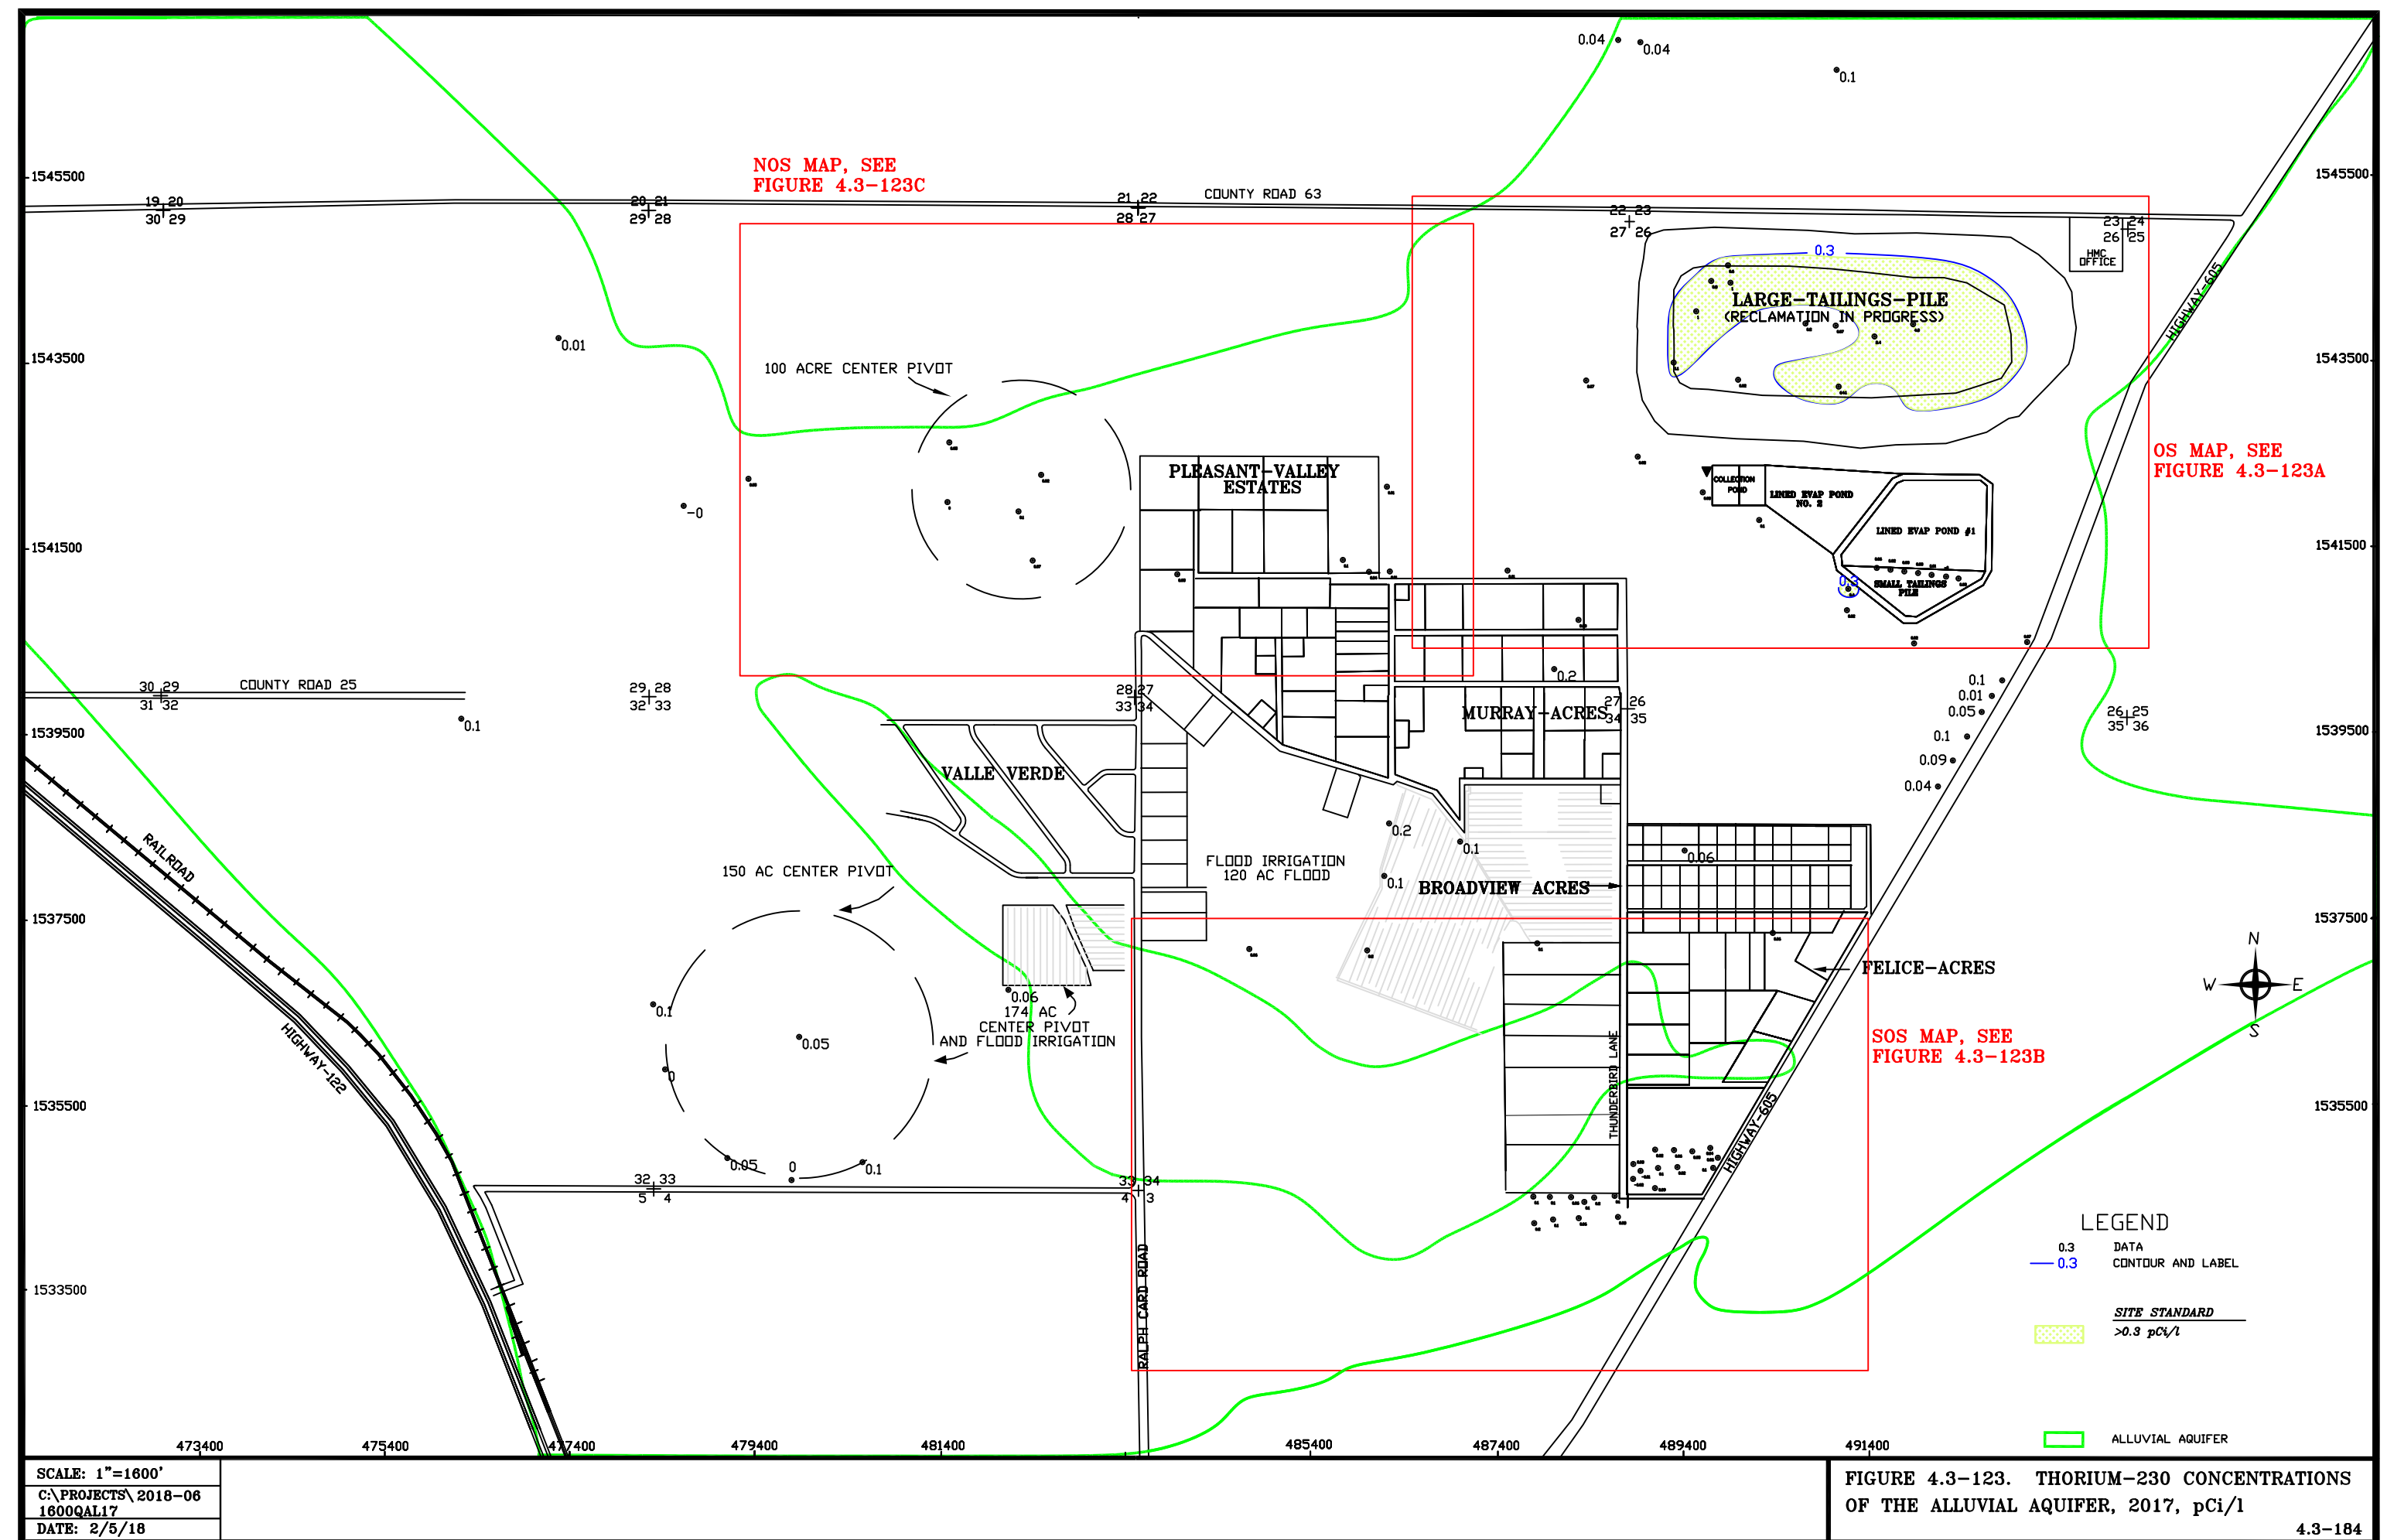 0.04
0.04
0.1
NOS MAP, SEE
FIGURE 4.3-123C
1545500
1545500
19 20
30 29
20 21
29 28
21 22
28 27
COUNTY ROAD 63
22 23
27 26
23 24
26 25
HMC
OFFICE
0.3
LARGE-TAILINGS-PILE
(RECLAMATION IN PROGRESS)
HIGHWAY-605
0.01
1543500
1543500
100 ACRE CENTER PIVOT
OS MAP, SEE
FIGURE 4.3-123A
PLEASANT-VALLEY
ESTATES
COLLECTION
POND
LINED EVAP POND
NO. 2
-0
LINED EVAP POND #1
1541500
1541500
0.3
SMALL TAILINGS
PILE
0.2
0.1
0.01
0.05
0.1
0.09
0.04
30 29
31 32
COUNTY ROAD 25
29 28
32 33
28 27
33 34
MURRAY-ACRES
27 26
34 35
26 25
35 36
0.1
1539500
1539500
VALLE VERDE
0.2
0.1
0.06
RAILROAD
150 AC CENTER PIVOT
FLOOD IRRIGATION
120 AC FLOOD
0.1
BROADVIEW ACRES
1537500
1537500
N
W
E
S
FELICE-ACRES
0.06
174 AC
CENTER PIVOT
AND FLOOD IRRIGATION
0.1
0.05
0
HIGHWAY-122
SOS MAP, SEE
FIGURE 4.3-123B
THUNDERBIRD LANE
HIGHWAY-605
1535500
1535500
0.05
0
0.1
32 33
5 4
33 34
4 3
RALPH CARD ROAD
1533500
LEGEND
0.3 DATA
0.3 CONTOUR AND LABEL
SITE STANDARD
>0.3 pCi/l
ALLUVIAL AQUIFER
473400
475400
477400
479400
481400
485400
487400
489400
491400
SCALE: 1"=1600'
C:\PROJECTS\2018-06
1600QAL17
DATE: 2/5/18
FIGURE 4.3-123. THORIUM-230 CONCENTRATIONS
OF THE ALLUVIAL AQUIFER, 2017, pCi/l
4.3-184